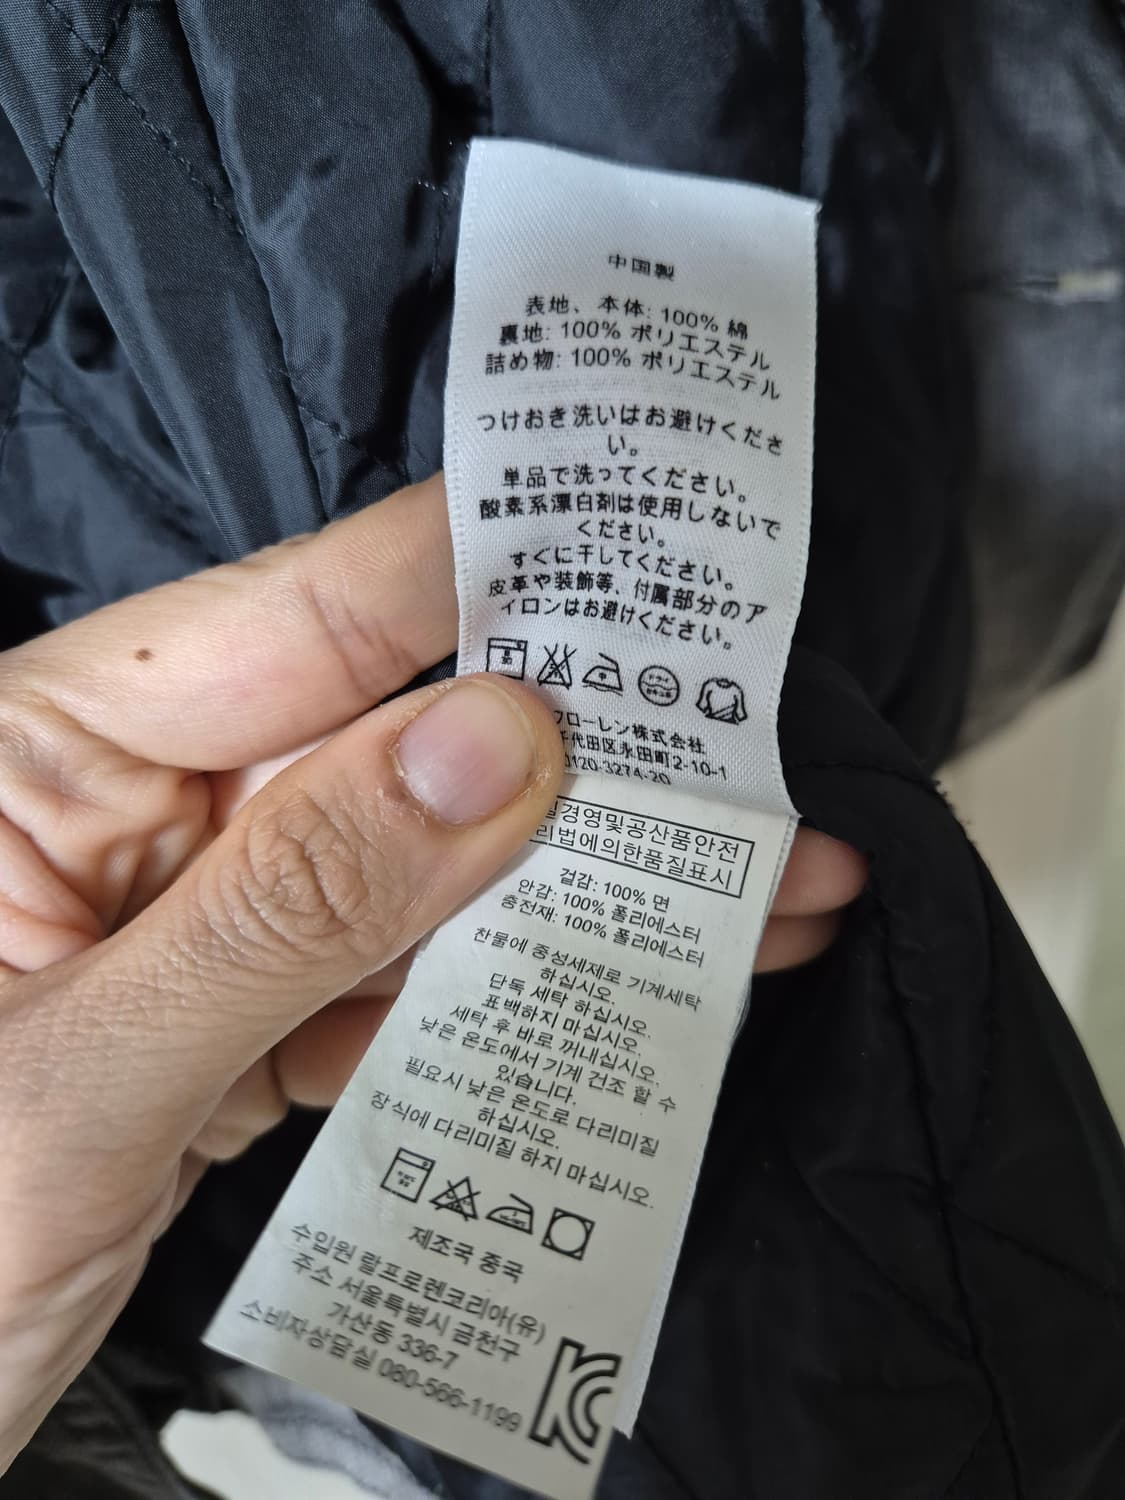 中国製
表地、本体: 100% 綿
裏地: 100% ポリエステル
詰め物: 100% ポリエステル
つけおき洗いはお避けくださ
い。
単品で洗ってください。
酸素系漂白剤は使用しないで
ください。
すぐに干してください。
皮革や装飾等、付属部分のア
イロンはお避けください。
フローレン株式会社
千代田区永田町2-10-1
0120-3274-20
경영및공산품안전
리법에의한품질표시
겉감: 100% 면
안감: 100% 폴리에스터
충전재: 100% 폴리에스터
찬물에 중성세제로 기계세탁
하십시오.
단독 세탁 하십시오.
표백하지 마십시오.
세탁 후 바로 꺼내십시오.
낮은 온도에서 기계 건조 할 수
있습니다.
필요시 낮은 온도로 다리미질
하십시오.
장식에 다리미질 하지 마십시오.
제조국 중국
수입원 랄프로렌코리아(유)
주소 서울특별시 금천구
가산동 336-7
소비자상담실 080-566-1199
KC